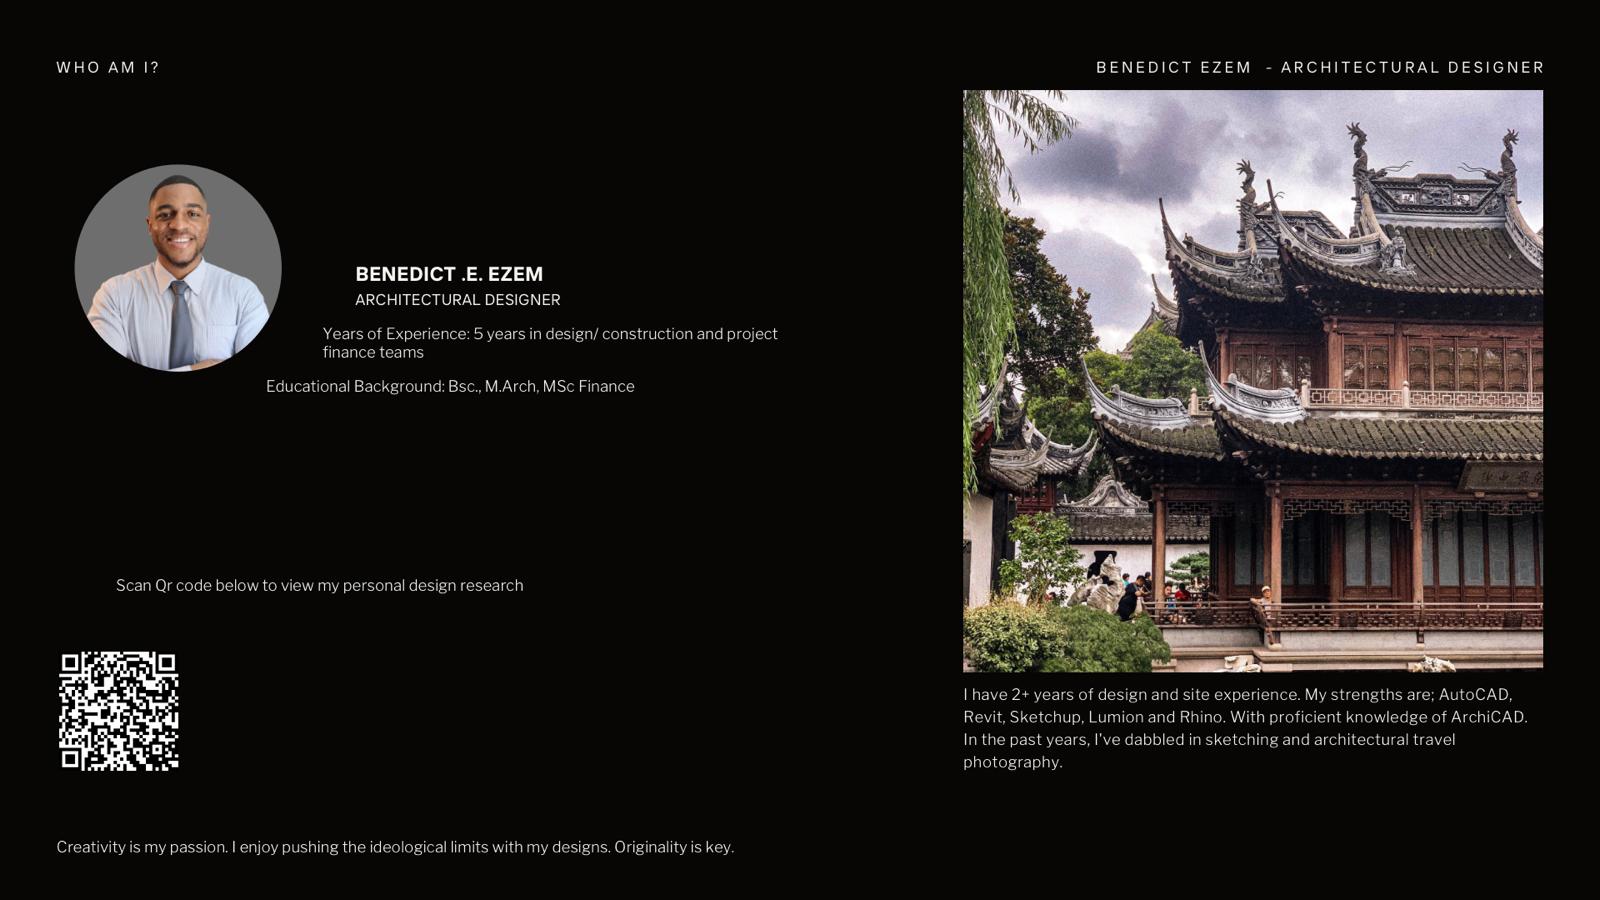 WHO AM I?
BENEDICT EZEM - ARCHITECTURAL DESIGNER
BENEDICT .E. EZEM
ARCHITECTURAL DESIGNER
Years of Experience: 5 years in design/ construction and project
finance teams
Educational Background: Bsc., M.Arch, MSc Finance
Scan Qr code below to view my personal design research
I have 2+ years of design and site experience. My strengths are; AutoCAD,
Revit, Sketchup, Lumion and Rhino. With proficient knowledge of ArchiCAD.
In the past years, I've dabbled in sketching and architectural travel
photography.
Creativity is my passion. I enjoy pushing the ideological limits with my designs. Originality is key.